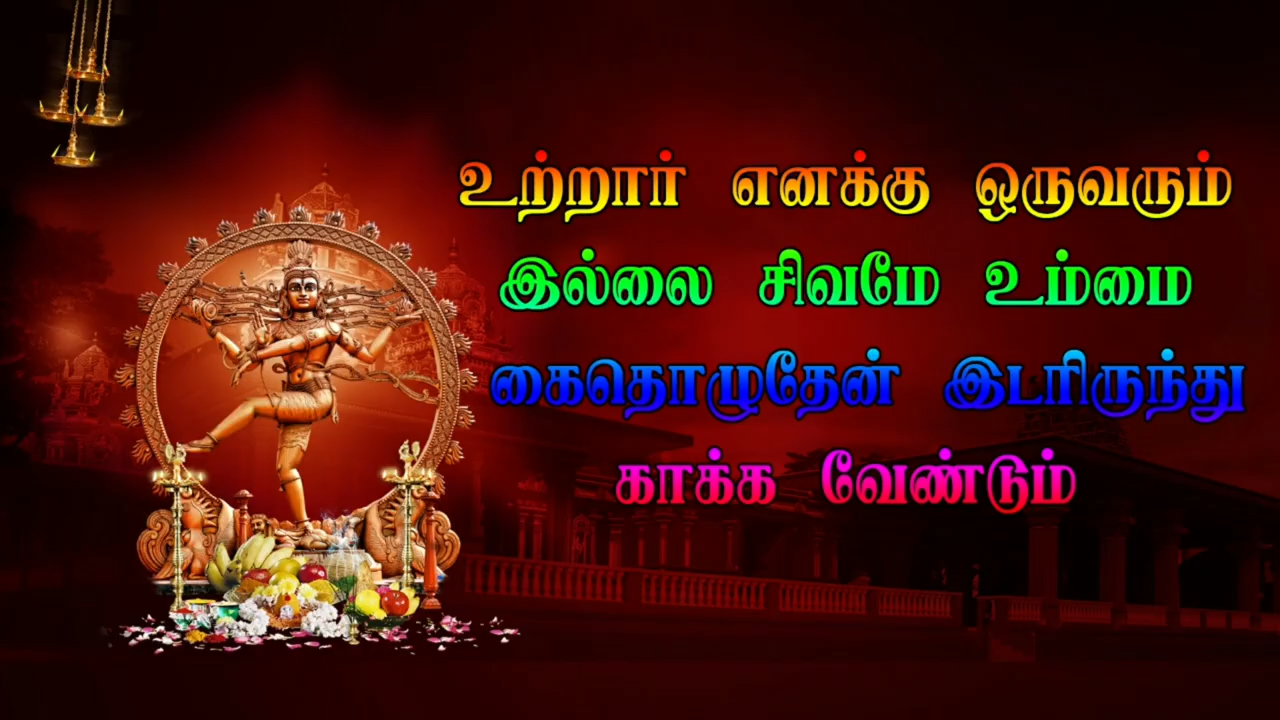 உற்றார் எனக்கு ஒருவரும்
இல்லை சிவமே உம்மை
கைதொழுதேன் இடரிருந்து
காக்க வேண்டும்